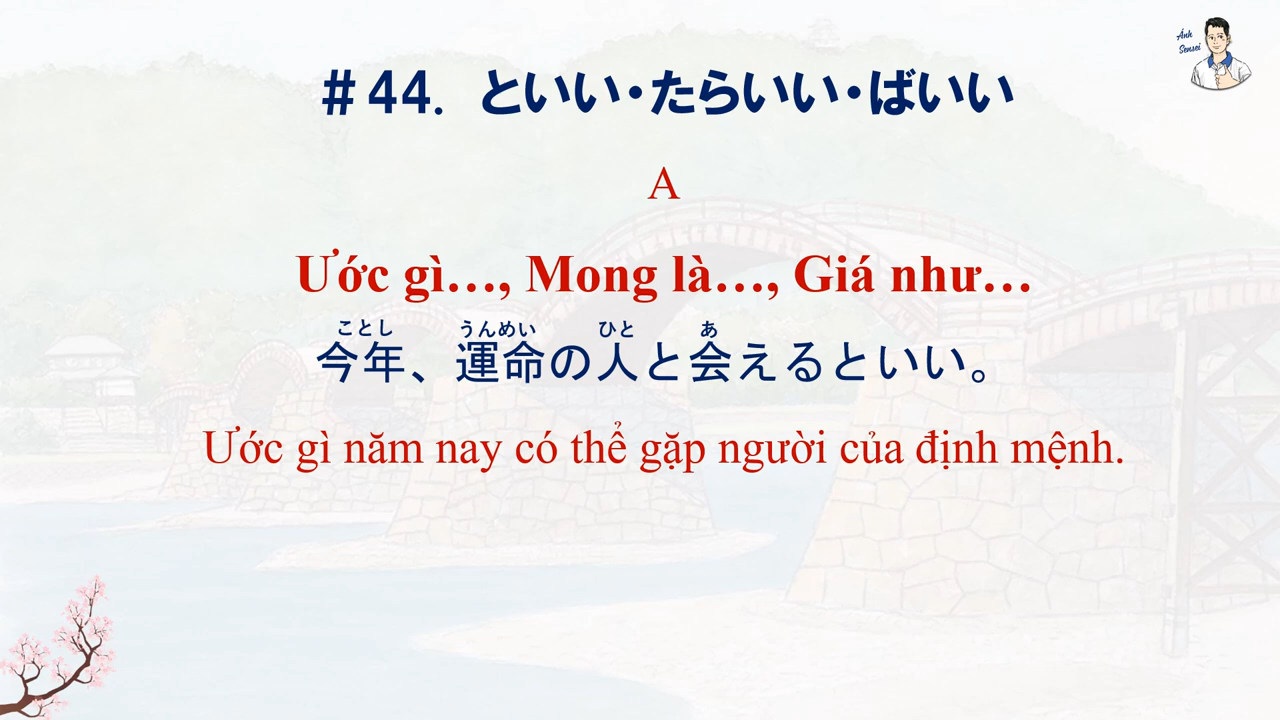 Ánh
Sensei
#44. といい・たらいい・ばいい
A
Ước gì…, Mong là…, Giá như…
ことし うんめい ひと あ
今年、運命の人と会えるといい。
Ước gì năm nay có thể gặp người của định mệnh.